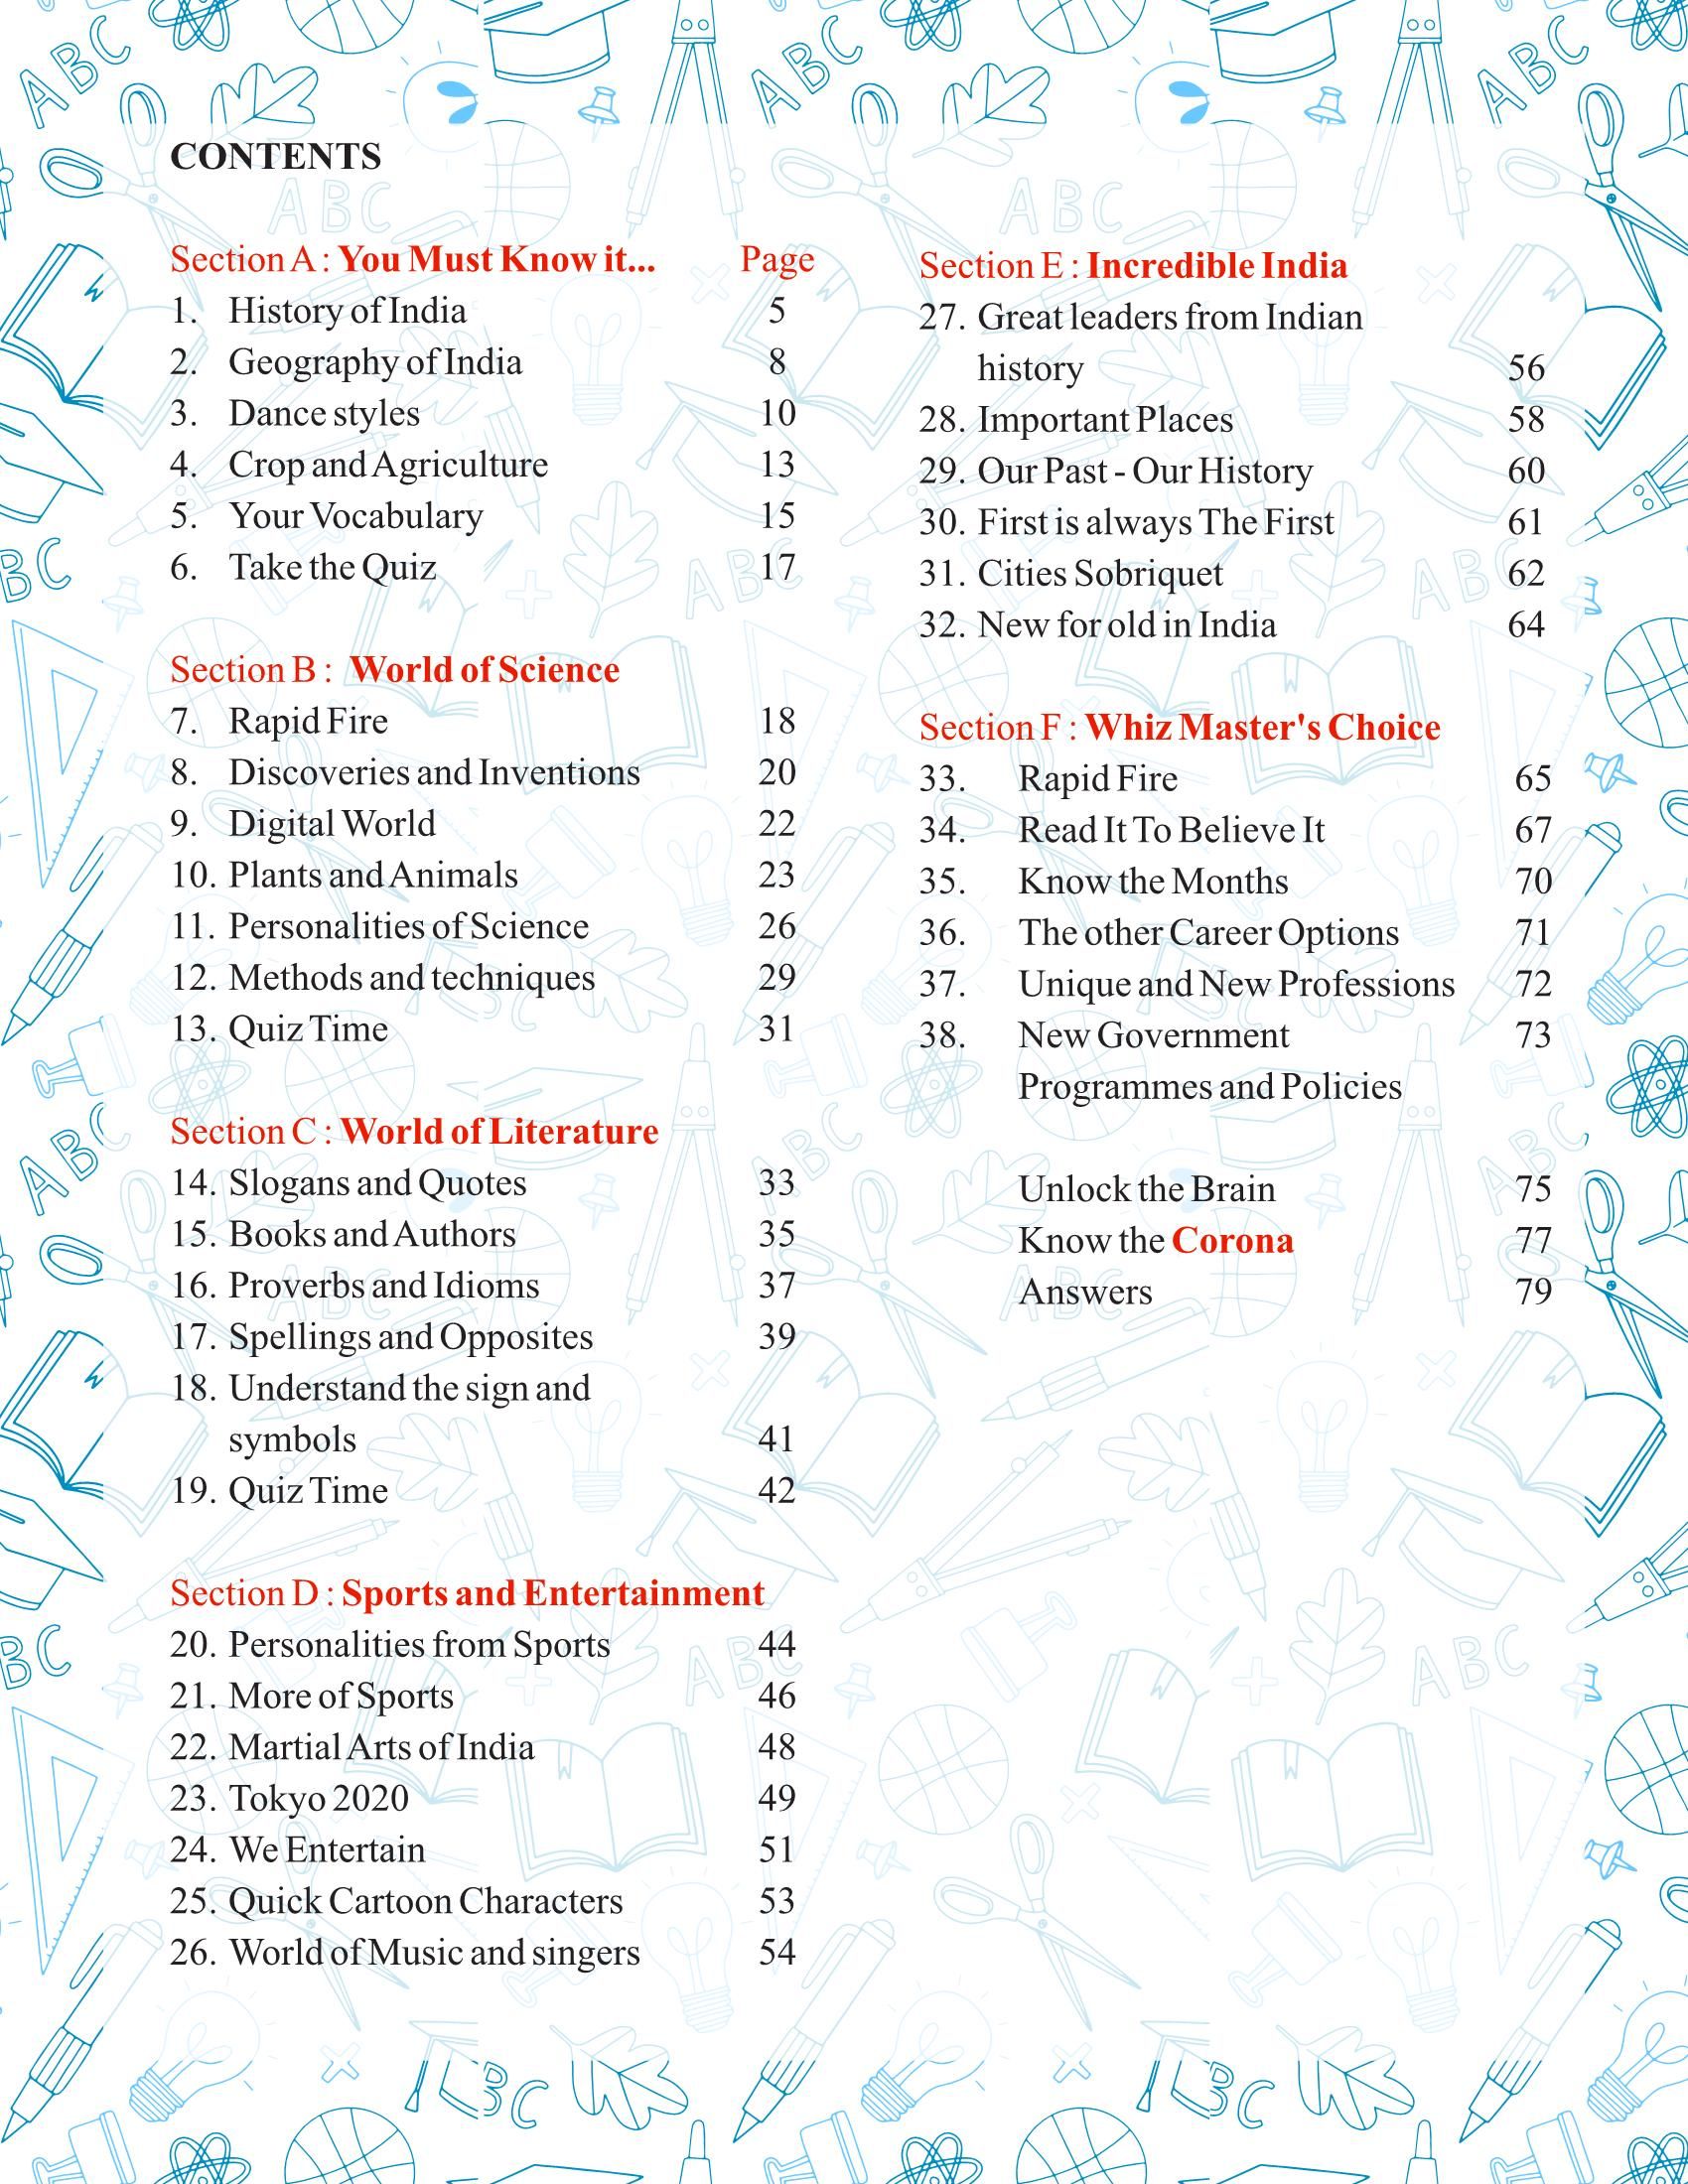 CONTENTS
Section A : You Must Know it... Page
1. History of India 5
2. Geography of India 8
3. Dance styles 10
4. Crop and Agriculture 13
5. Your Vocabulary 15
6. Take the Quiz 17
Section B : World of Science
7. Rapid Fire 18
8. Discoveries and Inventions 20
9. Digital World 22
10. Plants and Animals 23
11. Personalities of Science 26
12. Methods and techniques 29
13. Quiz Time 31
Section C : World of Literature
14. Slogans and Quotes 33
15. Books and Authors 35
16. Proverbs and Idioms 37
17. Spellings and Opposites 39
18. Understand the sign and
symbols 41
19. Quiz Time 42
Section D : Sports and Entertainment
20. Personalities from Sports 44
21. More of Sports 46
22. Martial Arts of India 48
23. Tokyo 2020 49
24. We Entertain 51
25. Quick Cartoon Characters 53
26. World of Music and singers 54
Section E : Incredible India
27. Great leaders from Indian
history 56
28. Important Places 58
29. Our Past - Our History 60
30. First is always The First 61
31. Cities Sobriquet 62
32. New for old in India 64
Section F : Whiz Master's Choice
33. Rapid Fire 65
34. Read It To Believe It 67
35. Know the Months 70
36. The other Career Options 71
37. Unique and New Professions 72
38. New Government 73
Programmes and Policies
Unlock the Brain 75
Know the Corona 77
Answers 79